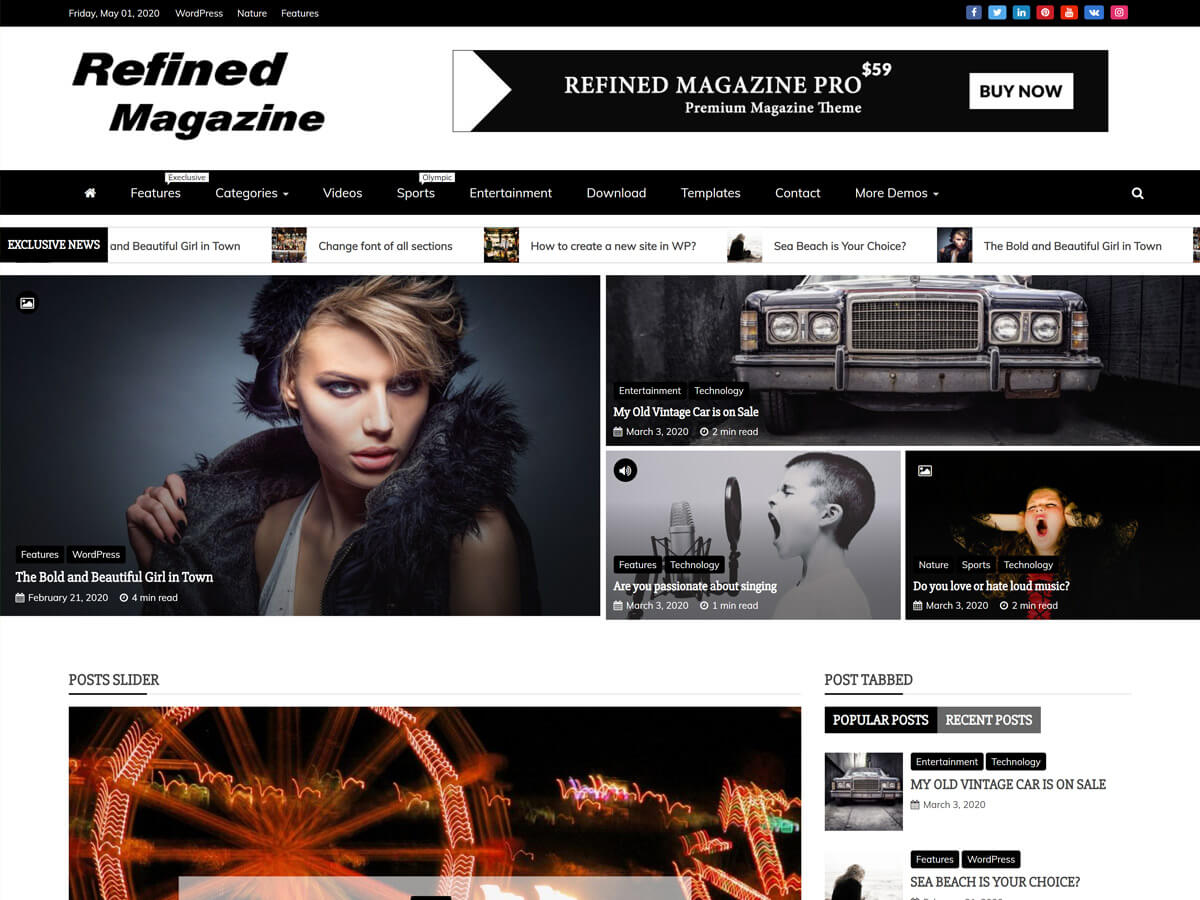 Friday, May 01, 2020 WordPress Nature Features
Refined
Magazine
REFINED MAGAZINE PRO $59
Premium Magazine Theme
BUY NOW
Execlusive Olympic
Features Categories Videos Sports Entertainment Download Templates Contact More Demos
EXCLUSIVE NEWS and Beautiful Girl in Town Change font of all sections How to create a new site in WP? Sea Beach is Your Choice? The Bold and Beautiful Girl in Town
Features WordPress
The Bold and Beautiful Girl in Town
February 21, 2020 4 min read
Entertainment Technology
My Old Vintage Car is on Sale
March 3, 2020 2 min read
Features Technology
Are you passionate about singing
March 3, 2020 1 min read
Nature Sports Technology
Do you love or hate loud music?
March 3, 2020 2 min read
POSTS SLIDER
POST TABBED
POPULAR POSTS RECENT POSTS
Entertainment Technology
MY OLD VINTAGE CAR IS ON SALE
March 3, 2020
Features WordPress
SEA BEACH IS YOUR CHOICE?